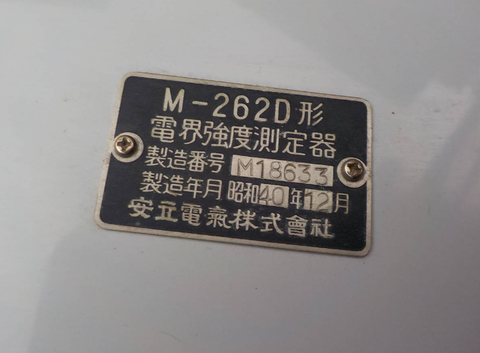 M-262D形
電界強度測定器
製造番号 M18633
製造年月 昭和40年12月
安立電氣株式會社